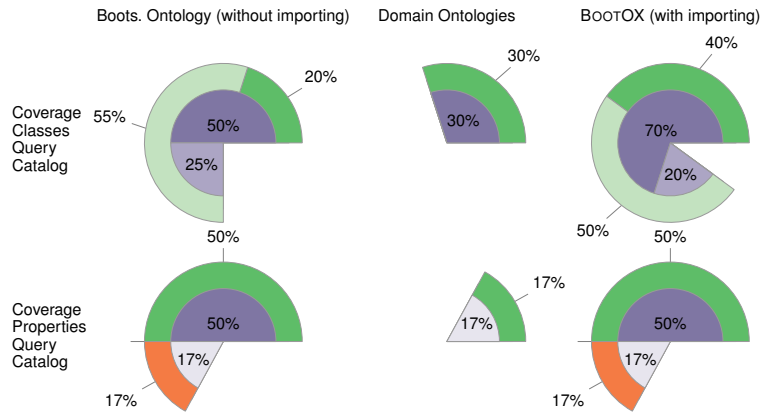 Boots. Ontology (without importing)
Domain Ontologies
BOOTOX (with importing)
Coverage
Classes
Query
Catalog
55%
20%
50%
25%
30%
30%
40%
70%
20%
50%
Coverage
Properties
Query
Catalog
50%
50%
17%
17%
17%
17%
50%
50%
17%
17%